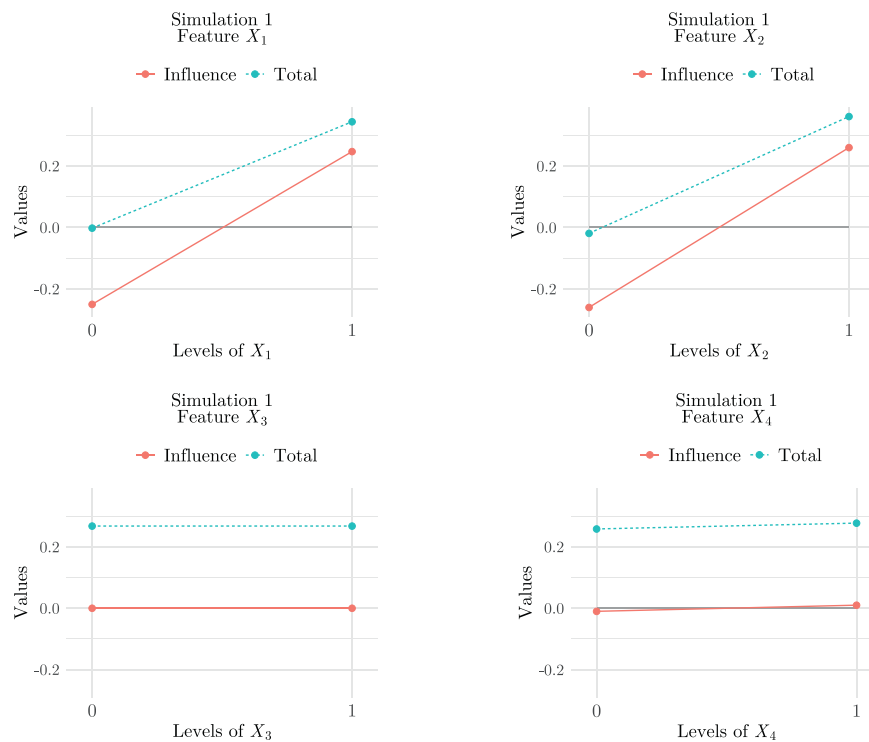 Simulation 1
Feature X₁
Influence Total
0.2
0.0
-0.2
Values
0 1
Levels of X₁
Simulation 1
Feature X₂
Influence Total
0.2
0.0
-0.2
Values
0 1
Levels of X₂
Simulation 1
Feature X₃
Influence Total
0.2
0.0
-0.2
Values
0 1
Levels of X₃
Simulation 1
Feature X₄
Influence Total
0.2
0.0
-0.2
Values
0 1
Levels of X₄